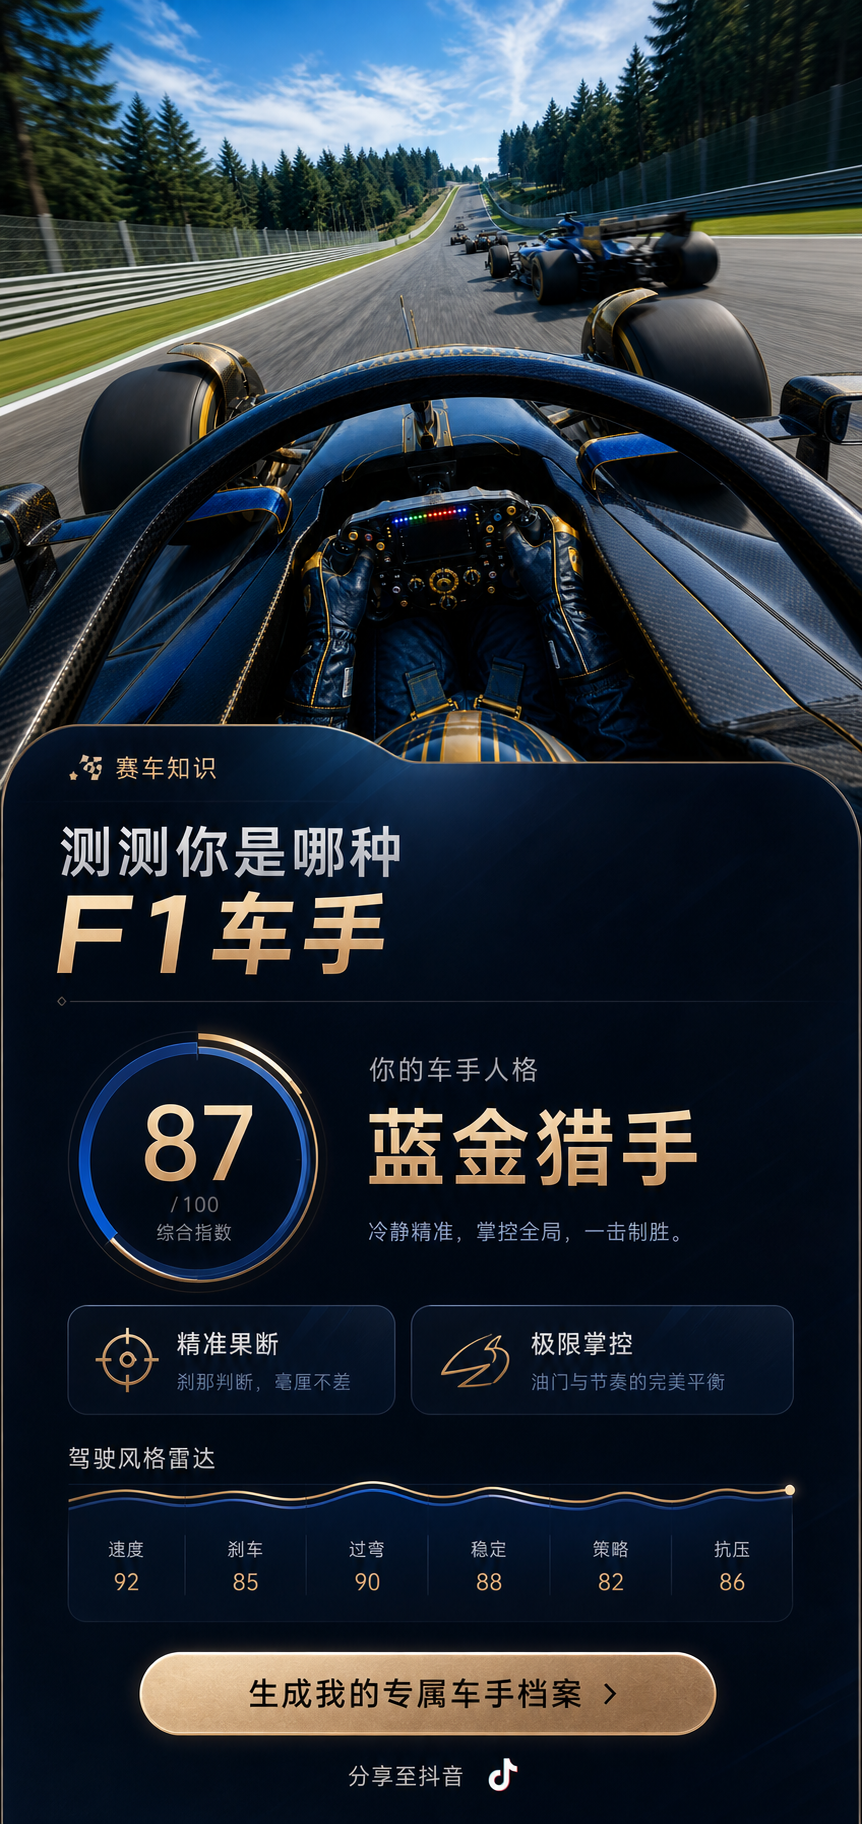 赛车知识
测测你是哪种
F1车手
87
/100
综合指数
你的车手人格
蓝金猎手
冷静精准，掌控全局，一击制胜。
精准果断
刹那判断，毫厘不差
极限掌控
油门与节奏的完美平衡
驾驶风格雷达
速度 刹车 过弯 稳定 策略 抗压
92 85 90 88 82 86
生成我的专属车手档案 >
分享至抖音